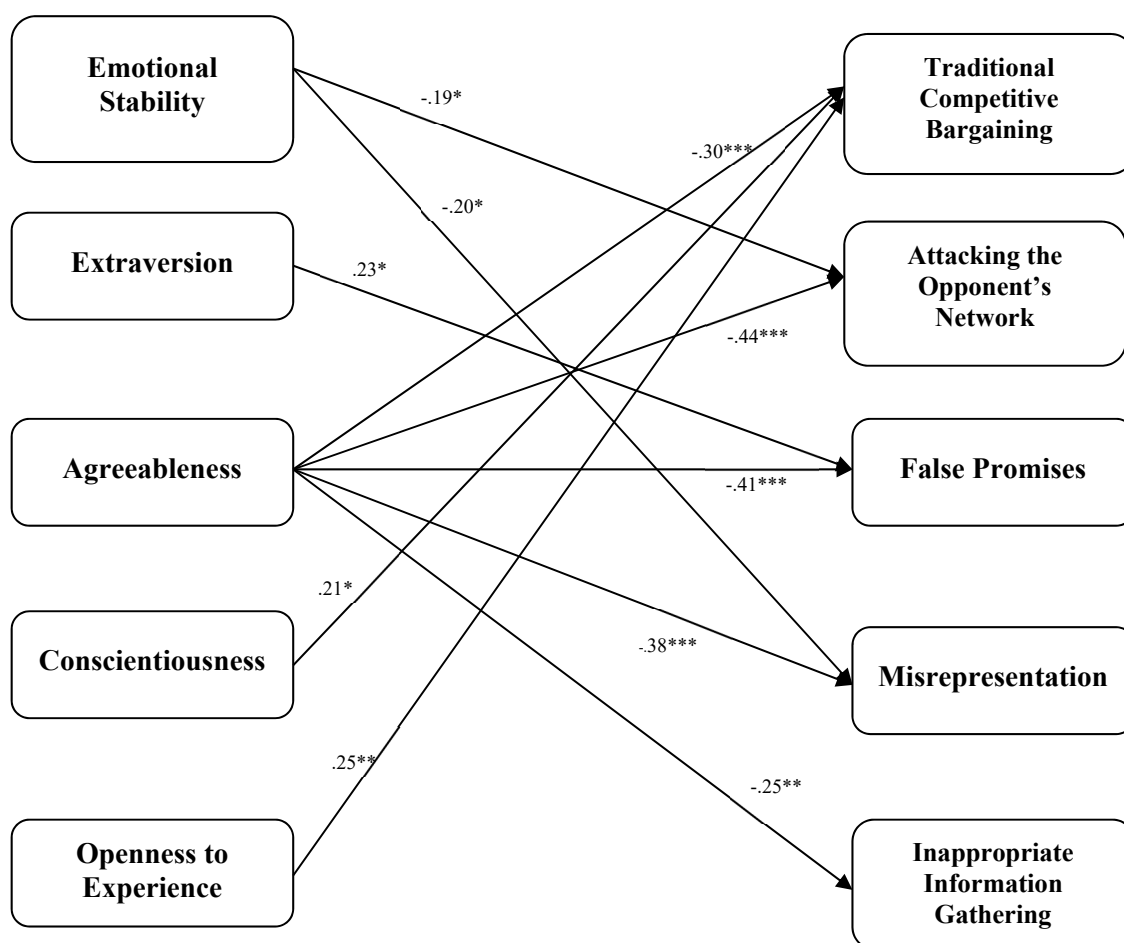 Emotional
Stability
Traditional
Competitive
Bargaining
-.19*
-.30***
-.20*
Extraversion
.23*
Attacking the
Opponent’s
Network
-.44***
Agreeableness
False Promises
-.41***
.21*
Conscientiousness
-.38***
Misrepresentation
.25**
-.25**
Openness to
Experience
Inappropriate
Information
Gathering